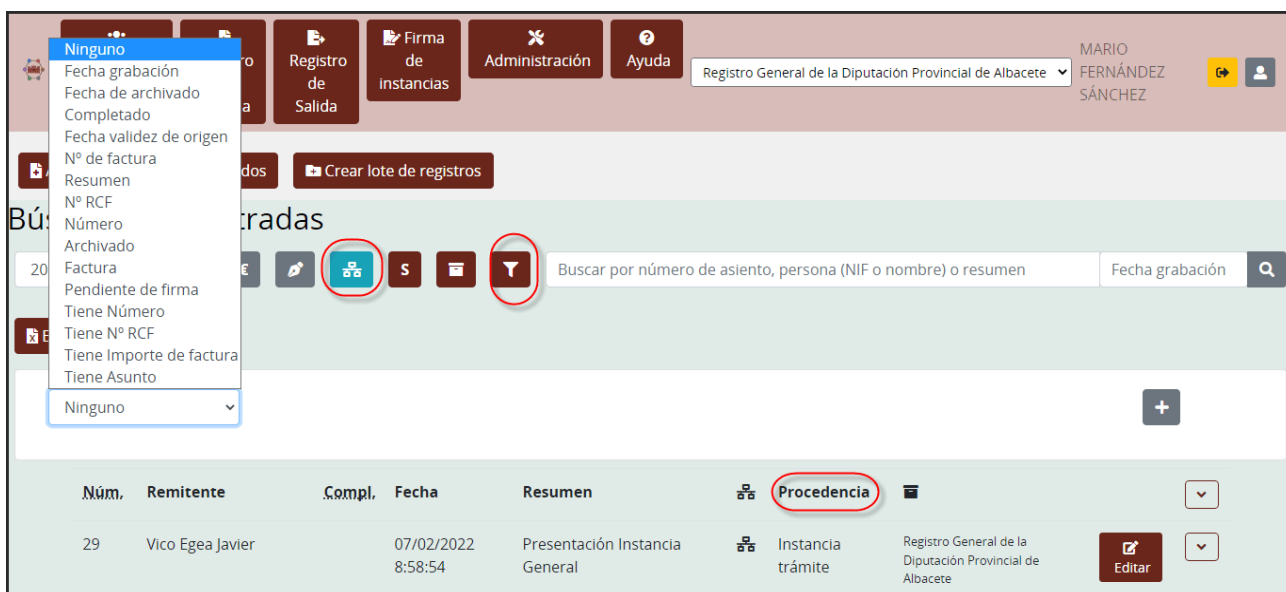 ro
a
Registro
de
Salida
Firma
de
instancias
Administración
Ayuda
Registro General de la Diputación Provincial de Albacete
MARIO
FERNÁNDEZ
SÁNCHEZ
Ninguno
Fecha grabación
Fecha de archivado
Completado
Fecha validez de origen
Nº de factura
Resumen
Nº RCF
Número
Archivado
Factura
Pendiente de firma
Tiene Número
Tiene Nº RCF
Tiene Importe de factura
Tiene Asunto
Ninguno
A dos
Crear lote de registros
Bús tradas
20 € S Buscar por número de asiento, persona (NIF o nombre) o resumen Fecha grabación
E
+
Núm. Remitente Compl. Fecha Resumen Procedencia
29 Vico Egea Javier 07/02/2022 8:58:54 Presentación Instancia General Instancia trámite Registro General de la Diputación Provincial de Albacete Editar